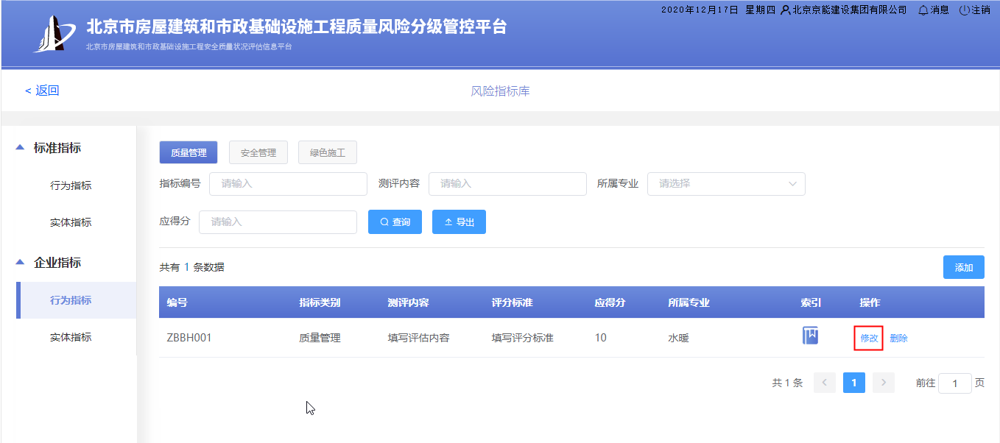 2020年12月17日 星期四 北京京能建设集团有限公司 消息 注销
北京市房屋建筑和市政基础设施工程质量风险分级管控平台
北京市房屋建筑和市政基础设施工程安全质量状况评估信息平台
< 返回 风险指标库
标准指标
行为指标
实体指标
企业指标
行为指标
实体指标
质量管理 安全管理 绿色施工
指标编号 请输入 测评内容 请输入 所属专业 请选择
应得分 请输入 查询 导出
共有 1 条数据 添加
编号 指标类别 测评内容 评分标准 应得分 所属专业 索引 操作
ZBBH001 质量管理 填写评估内容 填写评分标准 10 水暖 修改 删除
共 1 条 < 1 > 前往 1 页